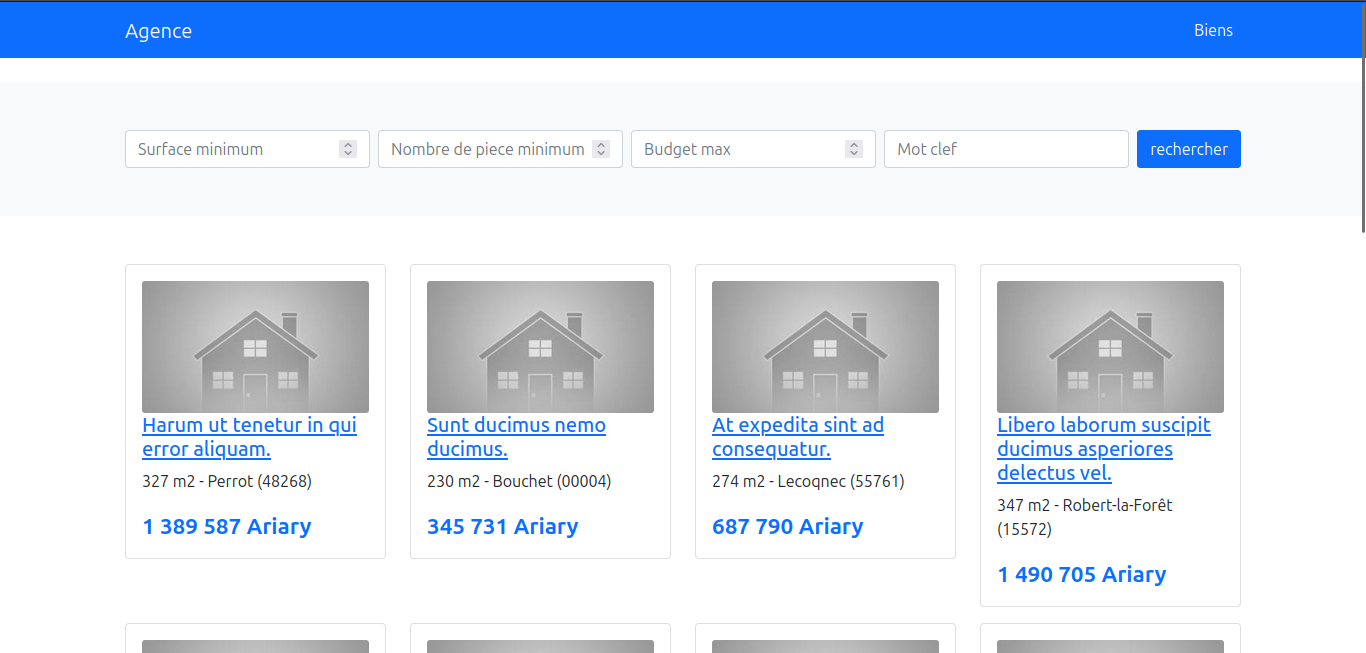 Agence
Biens
Surface minimum
Nombre de piece minimum
Budget max
Mot clef
rechercher
Harum ut tenetur in qui
error aliquam.
327 m2 - Perrot (48268)
1 389 587 Ariary
Sunt ducimus nemo
ducimus.
230 m2 - Bouchet (00004)
345 731 Ariary
At expedita sint ad
consequatur.
274 m2 - Lecoqnec (55761)
687 790 Ariary
Libero laborum suscipit
ducimus asperiores
delectus vel.
347 m2 - Robert-la-Forêt
(15572)
1 490 705 Ariary